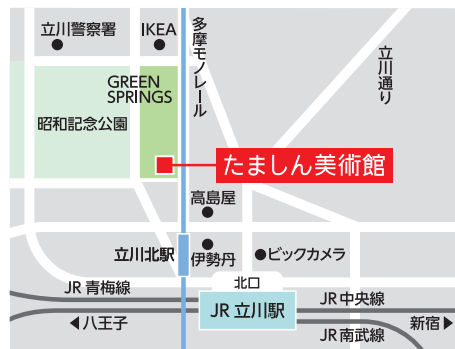 立川警察署
IKEA
多摩モノレール
立川通り
GREEN
SPRINGS
昭和記念公園
たましん美術館
高島屋
立川北駅
伊勢丹
ビックカメラ
北口
JR 青梅線
JR 立川駅
JR 中央線
八王子
新宿
JR 南武線